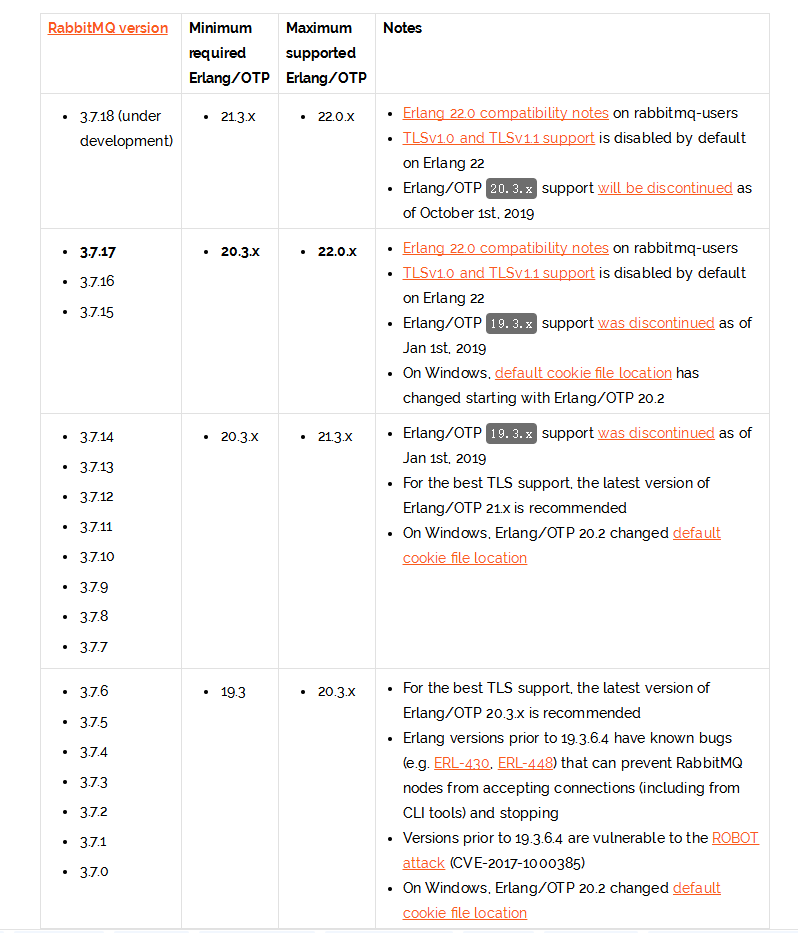 RabbitMQ version
Minimum
required
Erlang/OTP
Maximum
supported
Erlang/OTP
Notes
3.7.18 (under
development)
21.3.x
22.0.x
Erlang 22.0 compatibility notes on rabbitmq-users
TLSv1.0 and TLSv1.1 support is disabled by default
on Erlang 22
Erlang/OTP 20.3.x support will be discontinued as
of October 1st, 2019
3.7.17
3.7.16
3.7.15
20.3.x
22.0.x
Erlang 22.0 compatibility notes on rabbitmq-users
TLSv1.0 and TLSv1.1 support is disabled by default
on Erlang 22
Erlang/OTP 19.3.x support was discontinued as of
Jan 1st, 2019
On Windows, default cookie file location has
changed starting with Erlang/OTP 20.2
3.7.14
3.7.13
3.7.12
3.7.11
3.7.10
3.7.9
3.7.8
3.7.7
20.3.x
21.3.x
Erlang/OTP 19.3.x support was discontinued as of
Jan 1st, 2019
For the best TLS support, the latest version of
Erlang/OTP 21.x is recommended
On Windows, Erlang/OTP 20.2 changed default
cookie file location
3.7.6
3.7.5
3.7.4
3.7.3
3.7.2
3.7.1
3.7.0
19.3
20.3.x
For the best TLS support, the latest version of
Erlang/OTP 20.3.x is recommended
Erlang versions prior to 19.3.6.4 have known bugs
(e.g. ERL-430, ERL-448) that can prevent RabbitMQ
nodes from accepting connections (including from
CLI tools) and stopping
Versions prior to 19.3.6.4 are vulnerable to the ROBOT
attack (CVE-2017-1000385)
On Windows, Erlang/OTP 20.2 changed default
cookie file location